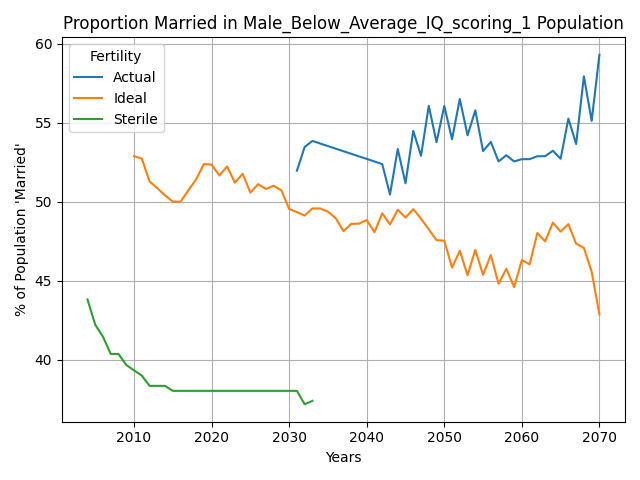 Proportion Married in Male_Below_Average_IQ_scoring_1 Population
Fertility
Actual
Ideal
Sterile
% of Population 'Married'
60
55
50
45
40
2010 2020 2030 2040 2050 2060 2070
Years